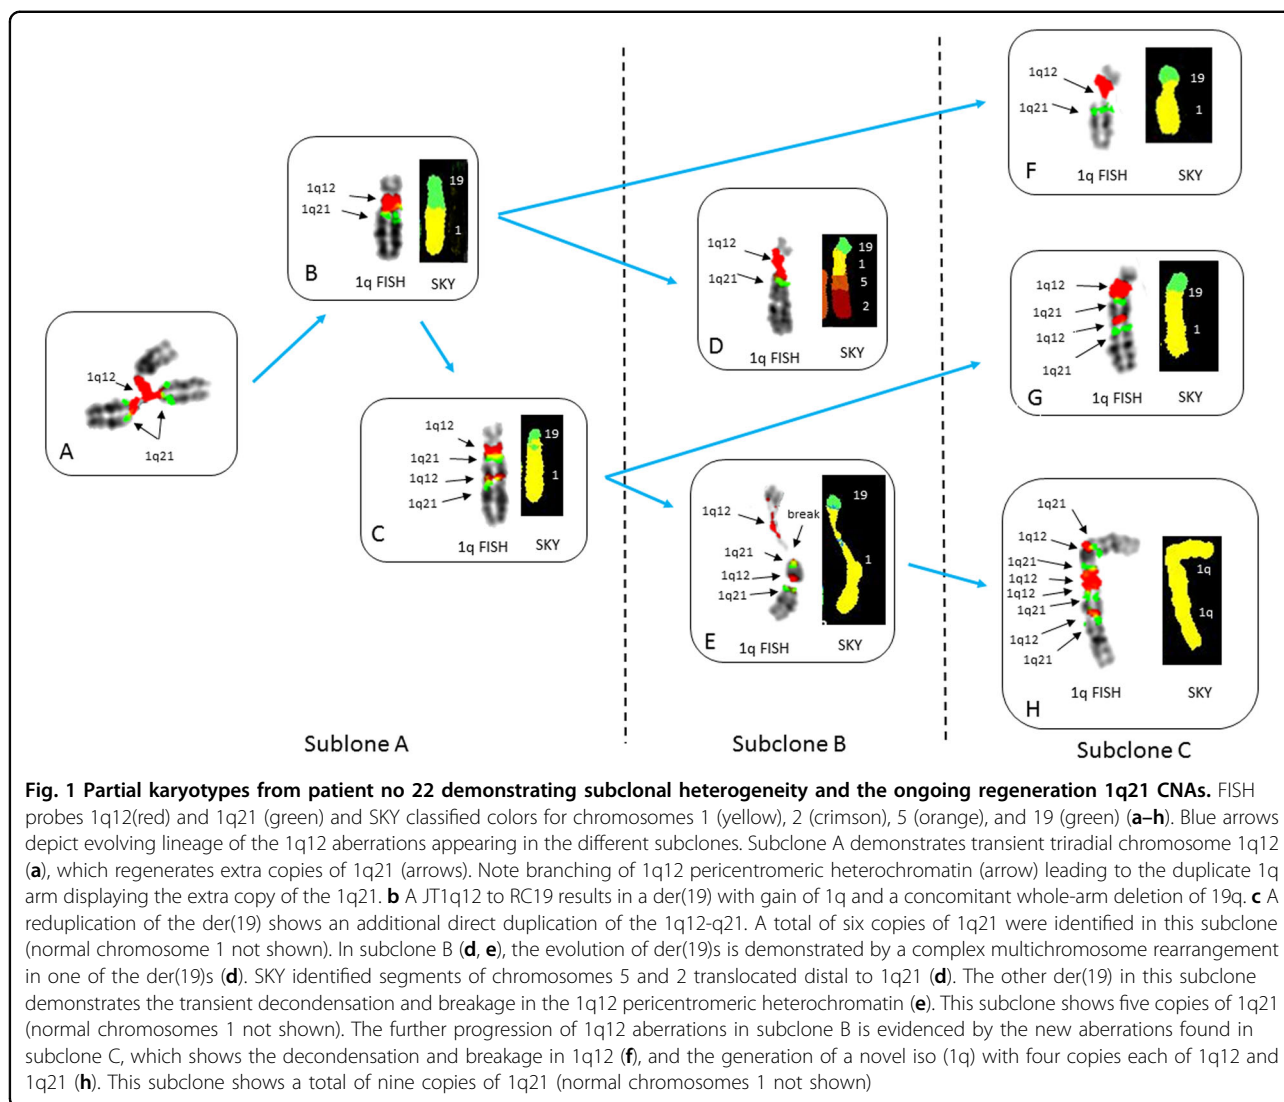 1q12
1q21
A
1q12
1q21
19
1
B
1q FISH
SKY
1q12
1q21
1q12
1q21
19
1
C
1q FISH
SKY
Sublone A
1q12
1q21
19
1
5
2
D
1q FISH
SKY
1q12
break
1q21
1q12
1q21
19
1
E
1q FISH
SKY
Subclone B
1q12
1q21
19
1
F
1q FISH
SKY
1q12
1q21
1q12
1q21
19
1
G
1q FISH
SKY
1q21
1q12
1q21
1q12
1q12
1q21
1q12
1q21
1q
1q
H
1q FISH
SKY
Subclone C
Fig. 1 Partial karyotypes from patient no 22 demonstrating subclonal heterogeneity and the ongoing regeneration 1q21 CNAs. FISH
probes 1q12(red) and 1q21 (green) and SKY classified colors for chromosomes 1 (yellow), 2 (crimson), 5 (orange), and 19 (green) (a–h). Blue arrows
depict evolving lineage of the 1q12 aberrations appearing in the different subclones. Subclone A demonstrates transient triradial chromosome 1q12
(a), which regenerates extra copies of 1q21 (arrows). Note branching of 1q12 pericentromeric heterochromatin (arrow) leading to the duplicate 1q
arm displaying the extra copy of the 1q21. b A JT1q12 to RC19 results in a der(19) with gain of 1q and a concomitant whole-arm deletion of 19q. c A
reduplication of the der(19) shows an additional direct duplication of the 1q12-q21. A total of six copies of 1q21 were identified in this subclone
(normal chromosome 1 not shown). In subclone B (d, e), the evolution of der(19)s is demonstrated by a complex multichromosome rearrangement
in one of the der(19)s (d). SKY identified segments of chromosomes 5 and 2 translocated distal to 1q21 (d). The other der(19) in this subclone
demonstrates the transient decondensation and breakage in the 1q12 pericentromeric heterochromatin (e). This subclone shows five copies of 1q21
(normal chromosomes 1 not shown). The further progression of 1q12 aberrations in subclone B is evidenced by the new aberrations found in
subclone C, which shows the decondensation and breakage in 1q12 (f), and the generation of a novel iso (1q) with four copies each of 1q12 and
1q21 (h). This subclone shows a total of nine copies of 1q21 (normal chromosomes 1 not shown)